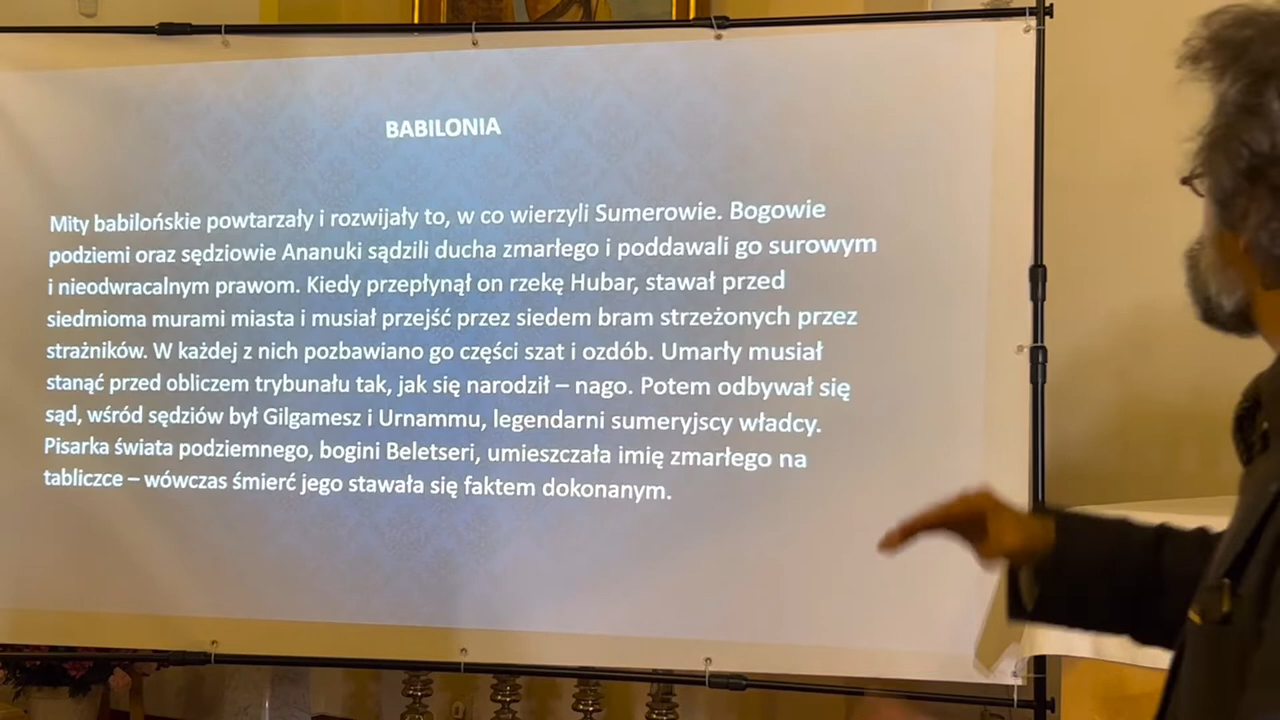 BABILONIA
Mity babilońskie powtarzały i rozwijały to, w co wierzyli Sumerowie. Bogowie
podziemi oraz sędziowie Ananuki sądzili ducha zmarłego i poddawali go surowym
i nieodwracalnym prawom. Kiedy przepłynął on rzekę Hubar, stawał przed
siedmioma murami miasta i musiał przejść przez siedem bram strzeżonych przez
strażników. W każdej z nich pozbawiano go części szat i ozdób. Umarły musiał
stanąć przed obliczem trybunału tak, jak się narodził – nago. Potem odbywał się
sąd, wśród sędziów był Gilgamesz i Urnammu, legendarni sumeryjscy władcy.
Pisarka świata podziemnego, bogini Beletseri, umieszczała imię zmarłego na
tabliczce – wówczas śmierć jego stawała się faktem dokonanym.